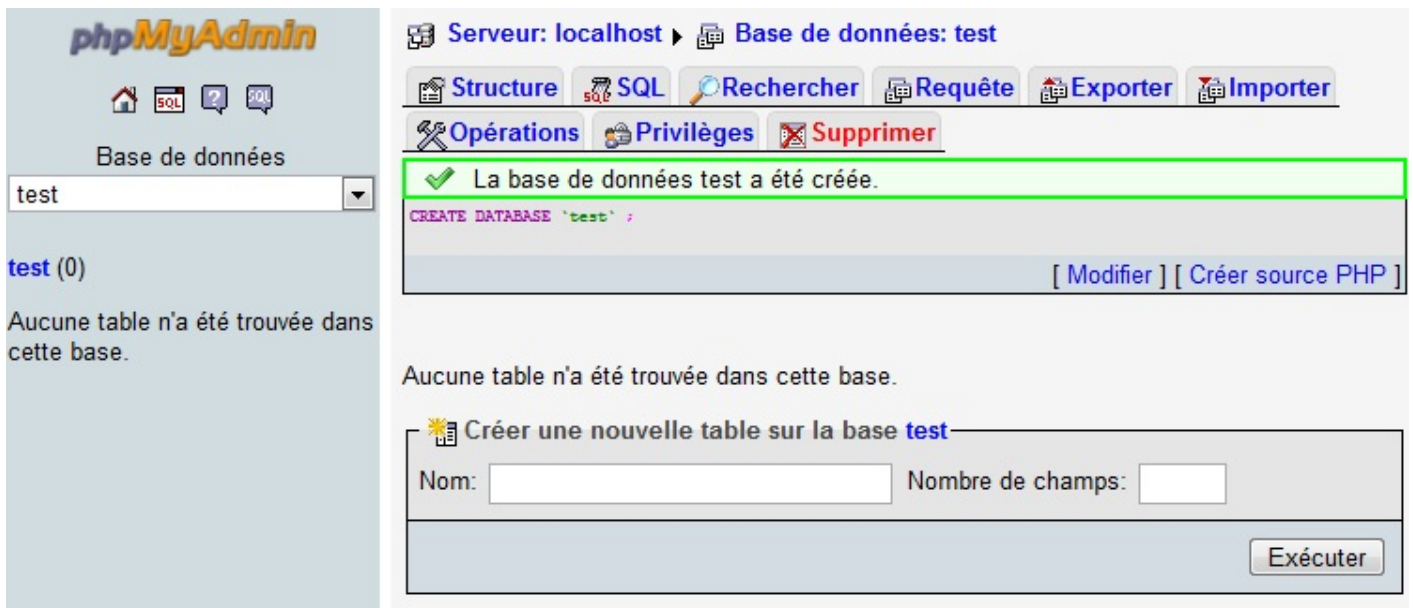 phpMyAdmin
SQL
SQL
Base de données
test
test (0)
Aucune table n'a été trouvée dans
cette base.
Serveur: localhost Base de données: test
Structure SQL Rechercher Requête Exporter Importer
Opérations Privilèges Supprimer
La base de données test a été créée.
CREATE DATABASE `test` ;
[ Modifier ] [ Créer source PHP ]
Aucune table n'a été trouvée dans cette base.
Créer une nouvelle table sur la base test
Nom: Nombre de champs:
Exécuter